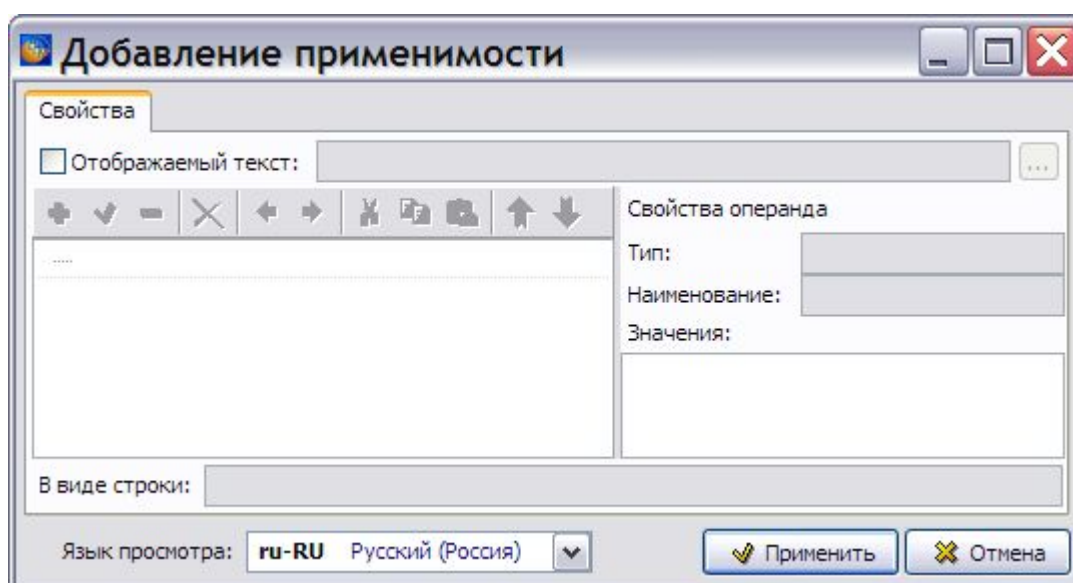 Добавление применимости
Свойства
Отображаемый текст:
...
Свойства операнда
.....
Тип:
Наименование:
Значения:
В виде строки:
Язык просмотра: ru-RU Русский (Россия) Применить Отмена